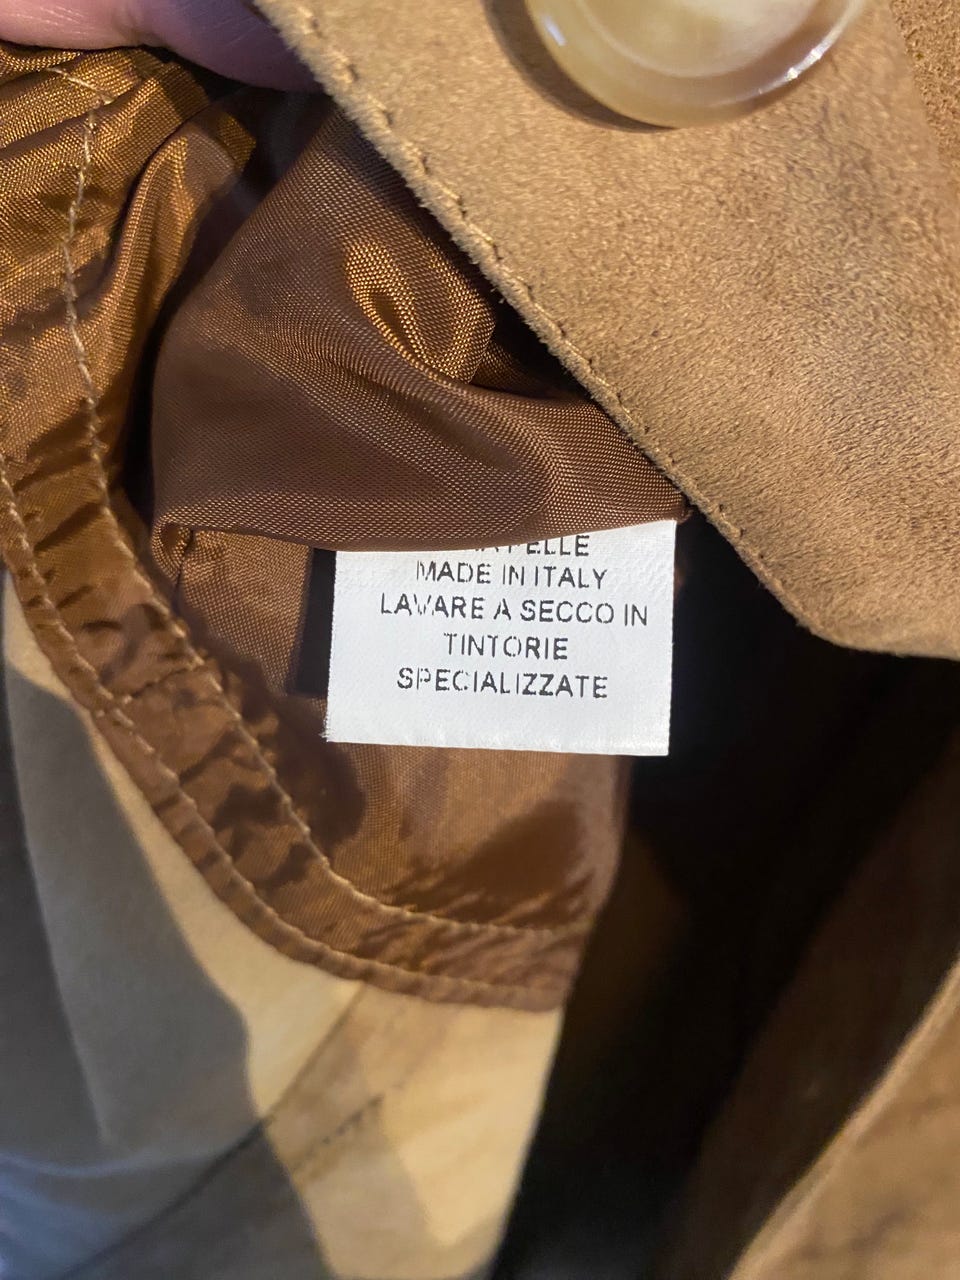 PELLE
MADE IN ITALY
LAVARE A SECCO IN
TINTORIE
SPECIALIZZATE